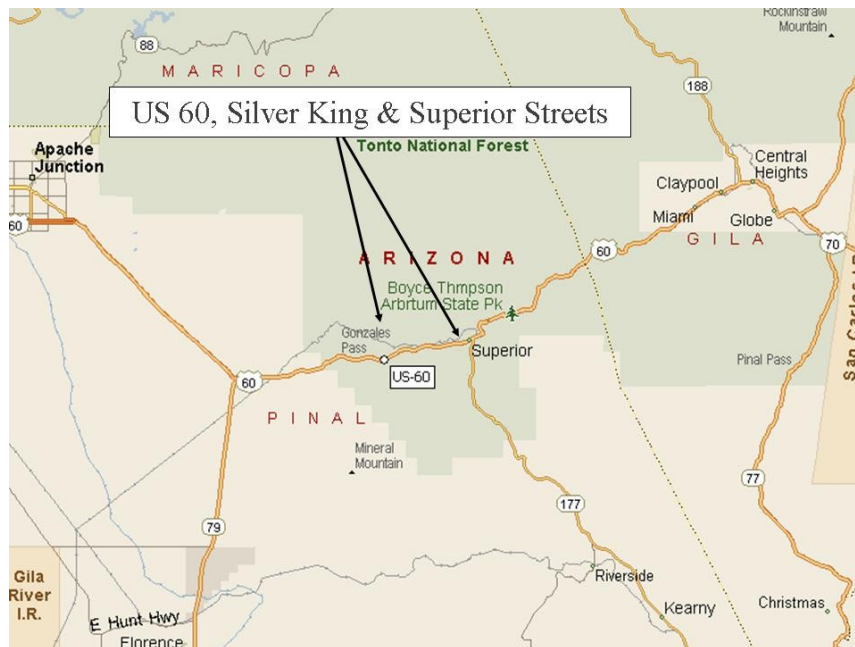 Rockinstraw
Mountain
88
MARICOPA
188
US 60, Silver King & Superior Streets
Tonto National Forest
Apache
Junction
Central
Heights
Claypool
Miami
Globe
60
GILA
60
70
ARIZONA
Boyce Thmpson
Arbrtum State Pk
San Carlos I.R.
Gonzales
Pass
Superior
Pinal Pass
60
US-60
PINAL
Mineral
Mountain
77
177
79
Gila
River
I.R.
Riverside
Christmas
Kearny
E Hunt Hwy
Florence